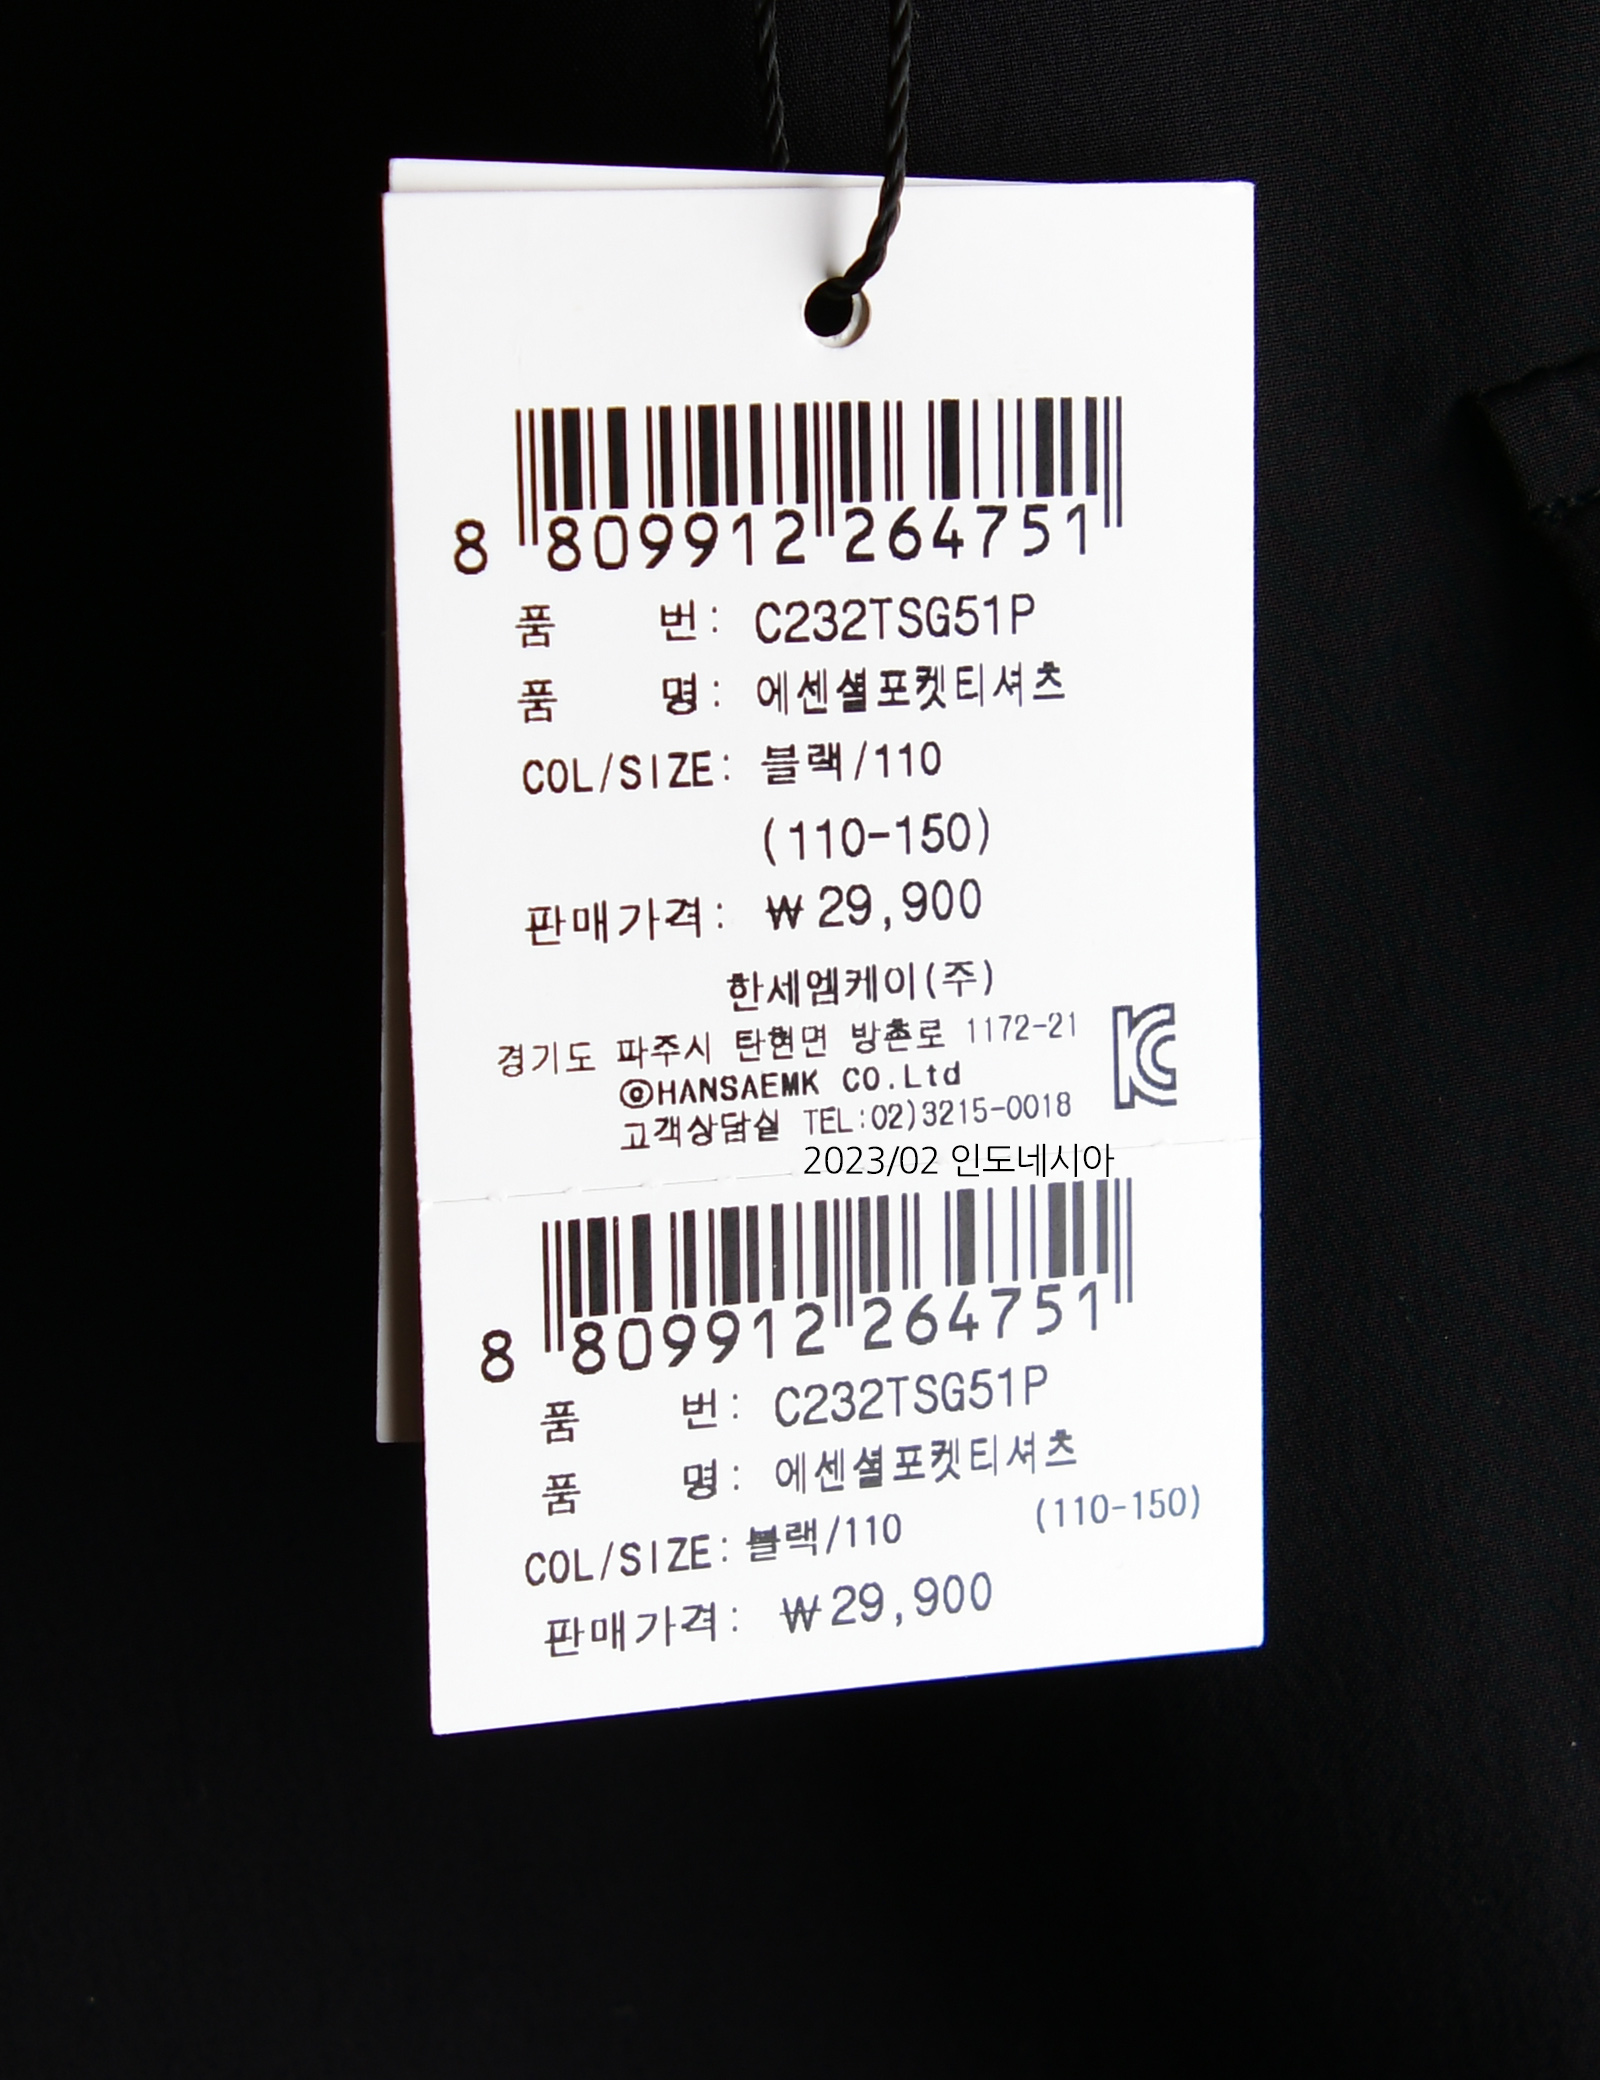 8 809912 264751
품 번: C232TSG51P
품 명: 에센셜포켓티셔츠
COL/SIZE: 블랙/110
(110-150)
판매가격: ₩29,900
한세엠케이(주)
경기도 파주시 탄현면 방촌로 1172-21
ⓒHANSAEMK CO.Ltd
고객상담실 TEL:02)3215-0018
2023/02 인도네시아
8 809912 264751
품 번: C232TSG51P
품 명: 에센셜포켓티셔츠
COL/SIZE: 블랙/110 (110-150)
판매가격: ₩29,900